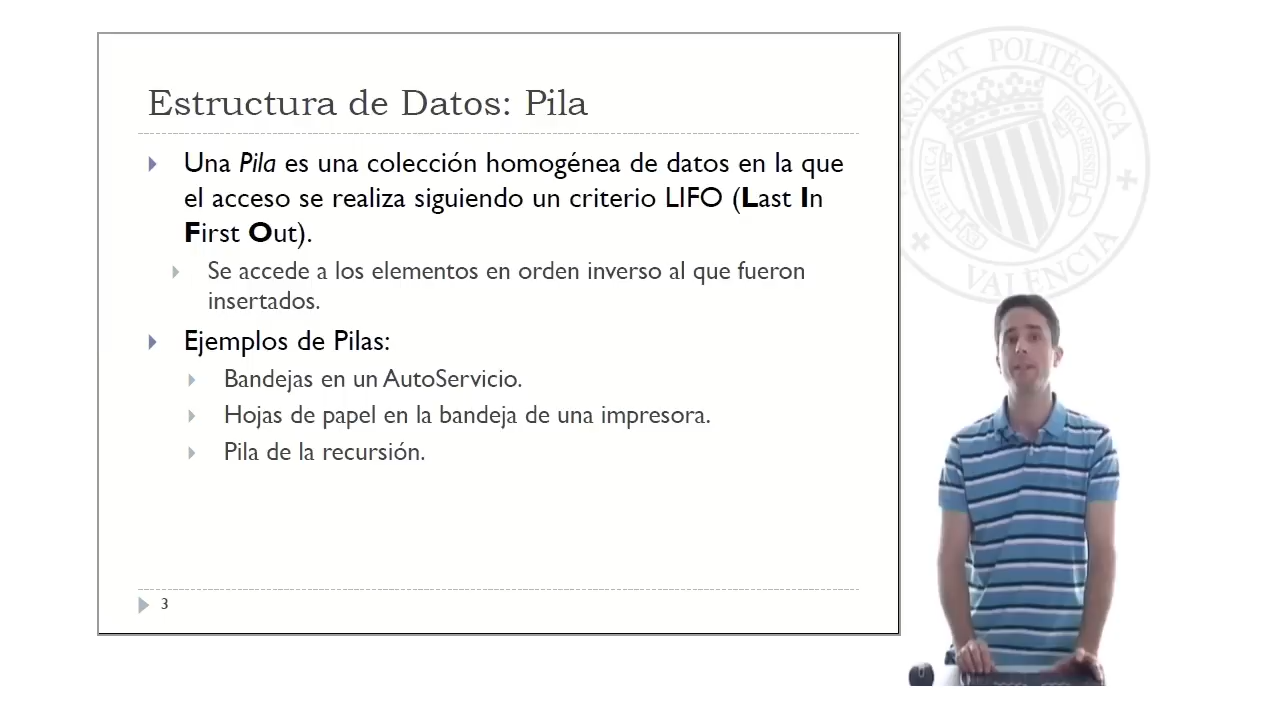 Estructura de Datos: Pila
Una Pila es una colección homogénea de datos en la que
el acceso se realiza siguiendo un criterio LIFO (Last In
First Out).
Se accede a los elementos en orden inverso al que fueron
insertados.
Ejemplos de Pilas:
Bandejas en un AutoServicio.
Hojas de papel en la bandeja de una impresora.
Pila de la recursión.
3
POLITÈCNICA
VALÈNCIA